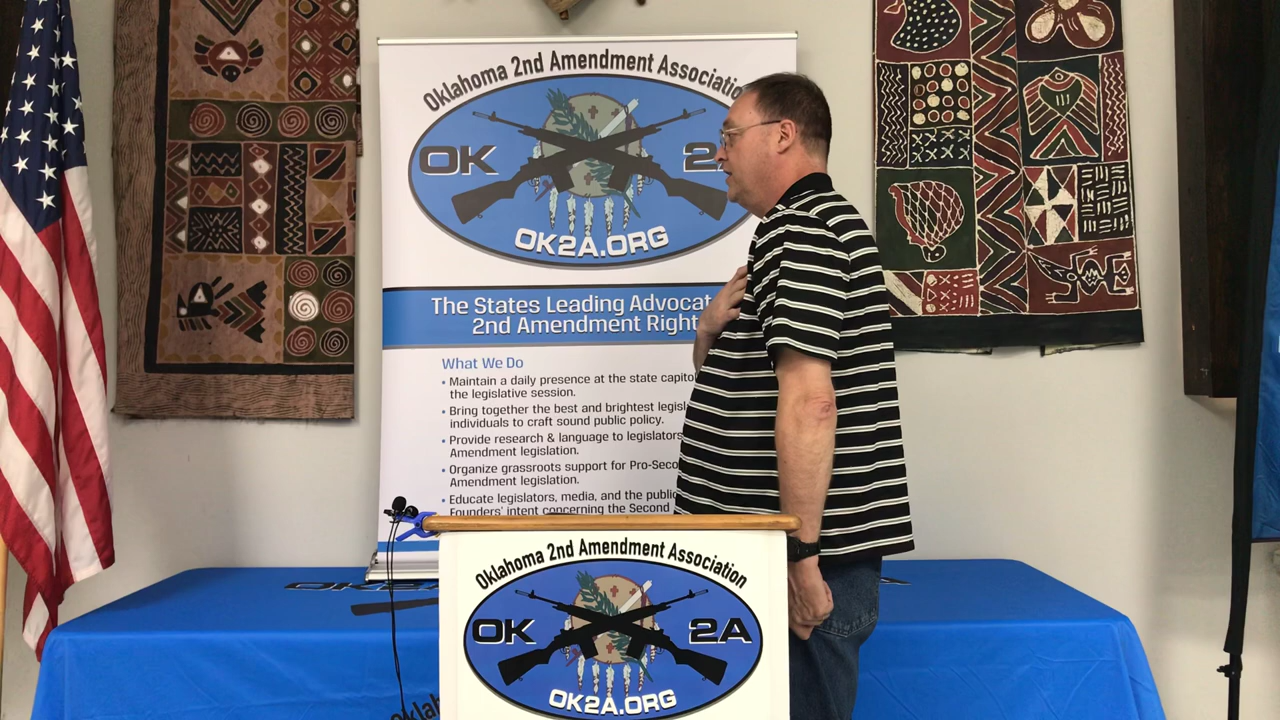 Oklahoma 2nd Amendment Associatio
OK 2A
OK2A.ORG
The States Leading Advocat
2nd Amendment Right
What We Do
• Maintain a daily presence at the state capito
the legislative session.
• Bring together the best and brightest legisl
individuals to craft sound public policy.
• Provide research & language to legislators
Amendment legislation.
• Organize grassroots support for Pro-Seco
Amendment legislation.
• Educate legislators, media, and the public
Founders' intent concerning the Second
Oklahoma 2nd Amendment Association
OK 2A
OK2A.ORG
Oklah